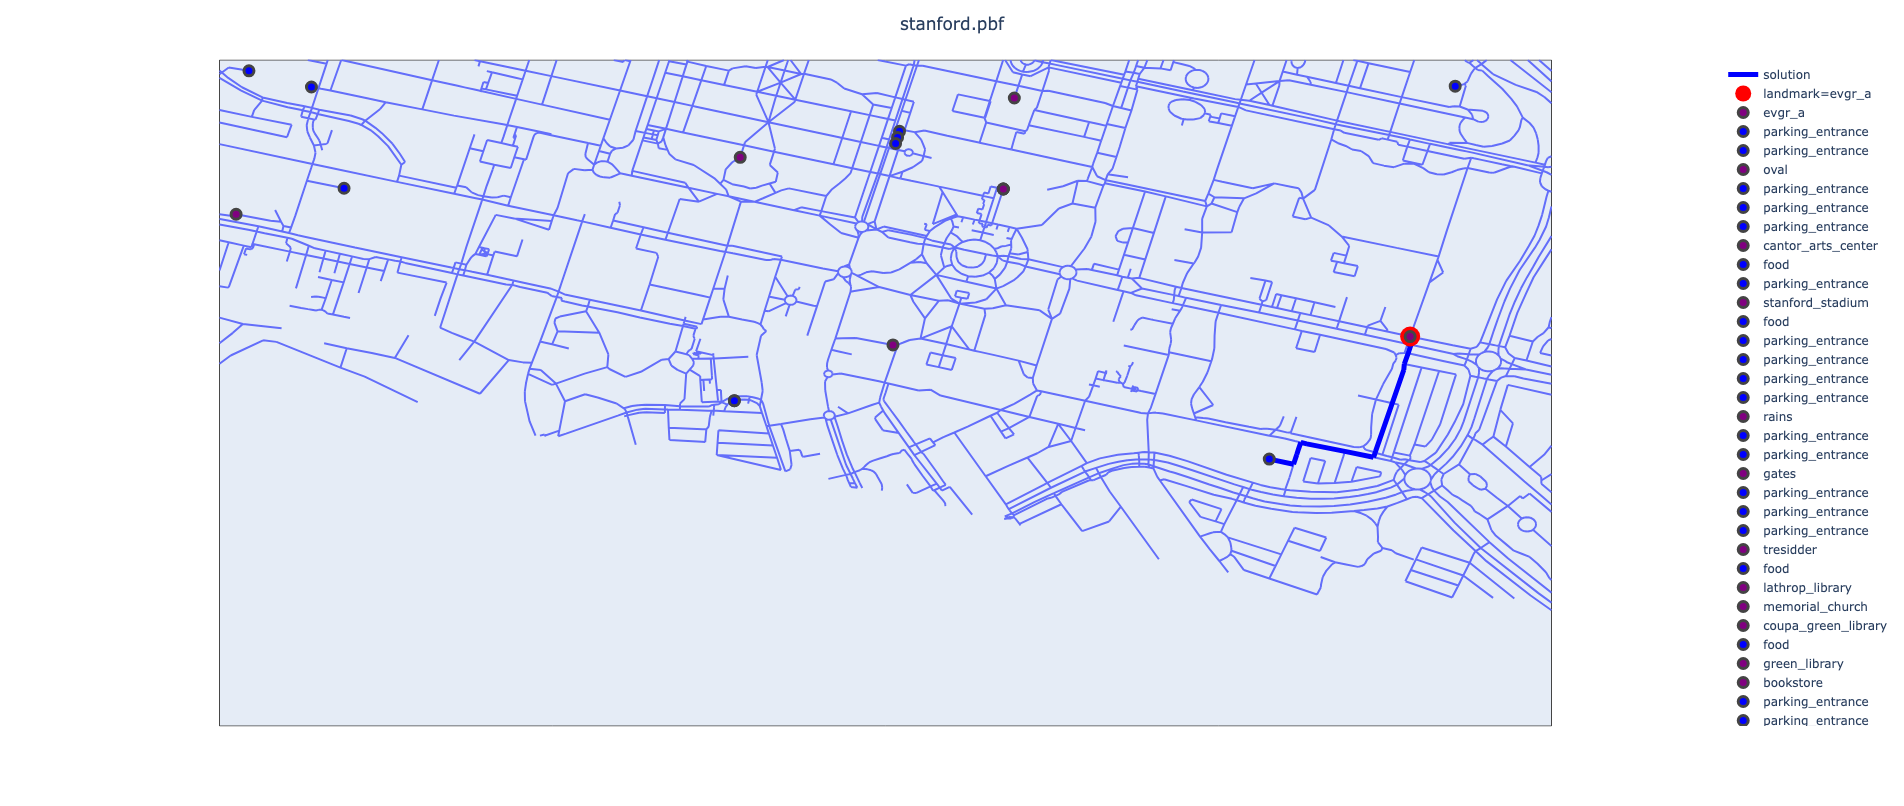 stanford.pbf
solution
landmark=evgr_a
evgr_a
parking_entrance
parking_entrance
oval
parking_entrance
parking_entrance
parking_entrance
cantor_arts_center
food
parking_entrance
stanford_stadium
food
parking_entrance
parking_entrance
parking_entrance
parking_entrance
rains
parking_entrance
parking_entrance
gates
parking_entrance
parking_entrance
parking_entrance
tresidder
food
lathrop_library
memorial_church
coupa_green_library
food
green_library
bookstore
parking_entrance
parking_entrance